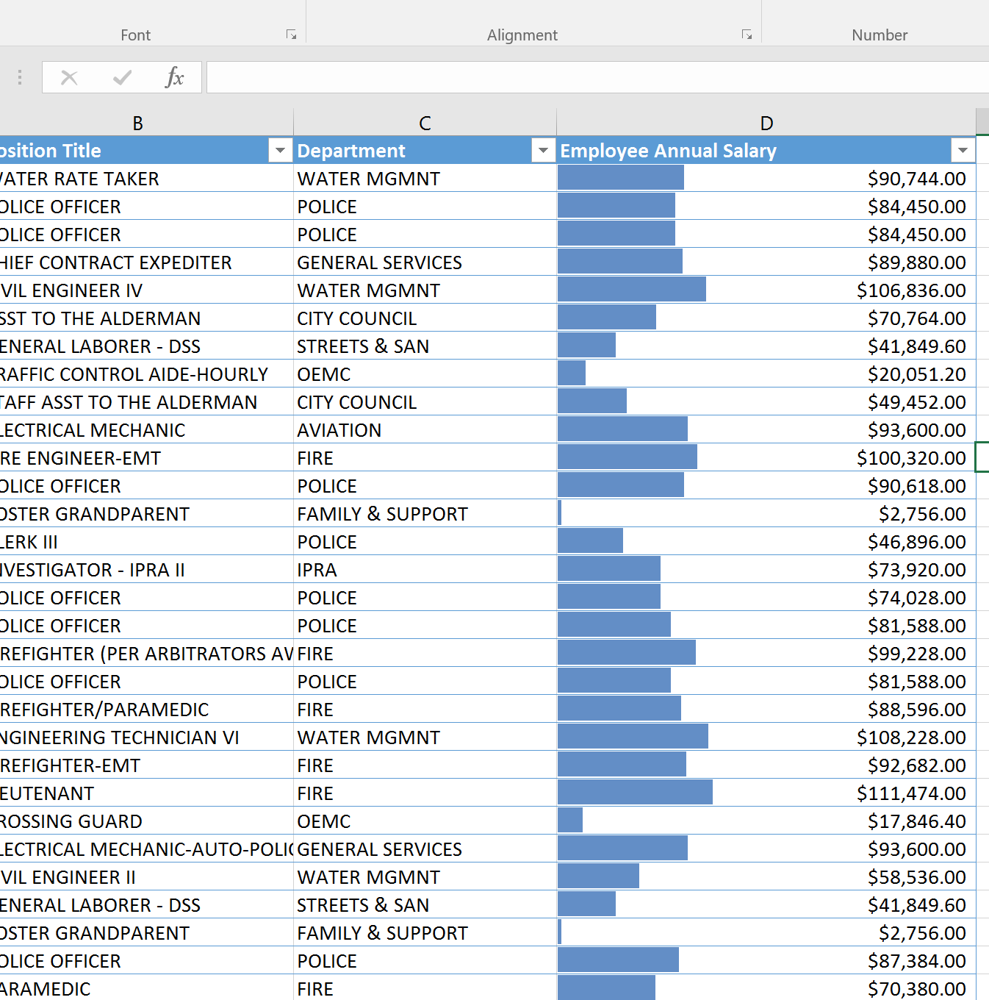 Font Alignment Number
fx
B C D
osition Title Department Employee Annual Salary
ATER RATE TAKER WATER MGMNT $90,744.00
OLICE OFFICER POLICE $84,450.00
OLICE OFFICER POLICE $84,450.00
HIEF CONTRACT EXPEDITER GENERAL SERVICES $89,880.00
IVIL ENGINEER IV WATER MGMNT $106,836.00
SST TO THE ALDERMAN CITY COUNCIL $70,764.00
ENERAL LABORER - DSS STREETS & SAN $41,849.60
RAFFIC CONTROL AIDE-HOURLY OEMC $20,051.20
TAFF ASST TO THE ALDERMAN CITY COUNCIL $49,452.00
LECTRICAL MECHANIC AVIATION $93,600.00
RE ENGINEER-EMT FIRE $100,320.00
OLICE OFFICER POLICE $90,618.00
OSTER GRANDPARENT FAMILY & SUPPORT $2,756.00
LERK III POLICE $46,896.00
NVESTIGATOR - IPRA II IPRA $73,920.00
OLICE OFFICER POLICE $74,028.00
OLICE OFFICER POLICE $81,588.00
REFIGHTER (PER ARBITRATORS AW FIRE $99,228.00
OLICE OFFICER POLICE $81,588.00
REFIGHTER/PARAMEDIC FIRE $88,596.00
NGINEERING TECHNICIAN VI WATER MGMNT $108,228.00
REFIGHTER-EMT FIRE $92,682.00
EUTENANT FIRE $111,474.00
ROSSING GUARD OEMC $17,846.40
LECTRICAL MECHANIC-AUTO-POLIC GENERAL SERVICES $93,600.00
IVIL ENGINEER II WATER MGMNT $58,536.00
ENERAL LABORER - DSS STREETS & SAN $41,849.60
OSTER GRANDPARENT FAMILY & SUPPORT $2,756.00
OLICE OFFICER POLICE $87,384.00
ARAMEDIC FIRE $70,380.00